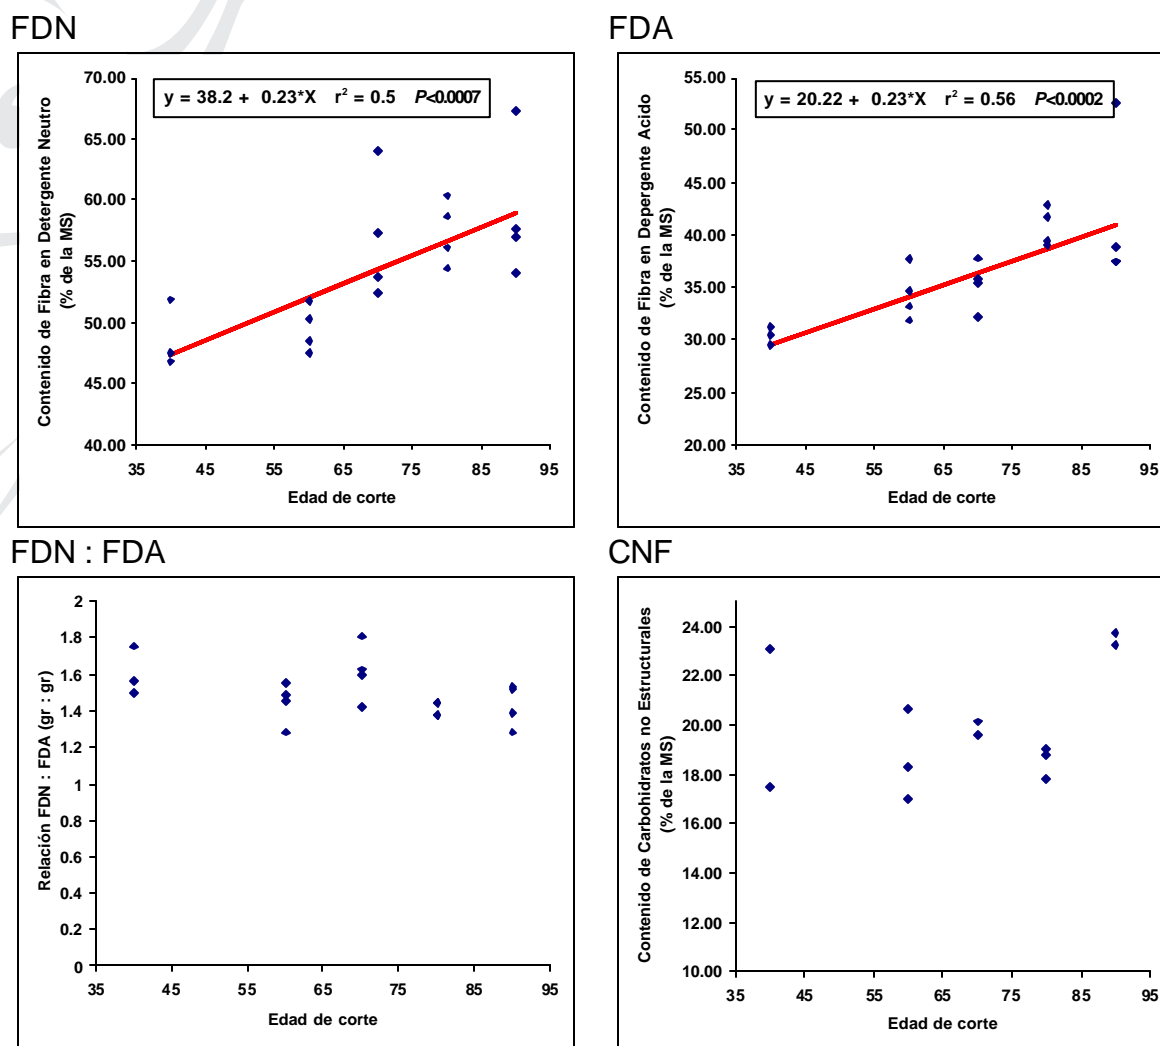 FDN
Contenido de Fibra en Detergente Neutro
(% de la MS)
70.00
65.00
60.00
55.00
50.00
45.00
40.00
y = 38.2 + 0.23*X r² = 0.5 P<0.0007
35 45 55 65 75 85 95
Edad de corte
FDA
Contenido de Fibra en Depergente Acido
(% de la MS)
55.00
50.00
45.00
40.00
35.00
30.00
25.00
20.00
y = 20.22 + 0.23*X r² = 0.56 P<0.0002
35 45 55 65 75 85 95
Edad de corte
FDN : FDA
Relación FDN : FDA (gr : gr)
2
1.8
1.6
1.4
1.2
1
0.8
0.6
0.4
0.2
0
35 45 55 65 75 85 95
Edad de corte
CNF
Contenido de Carbohidratos no Estructurales
(% de la MS)
24.00
22.00
20.00
18.00
16.00
14.00
12.00
10.00
35 45 55 65 75 85 95
Edad de corte